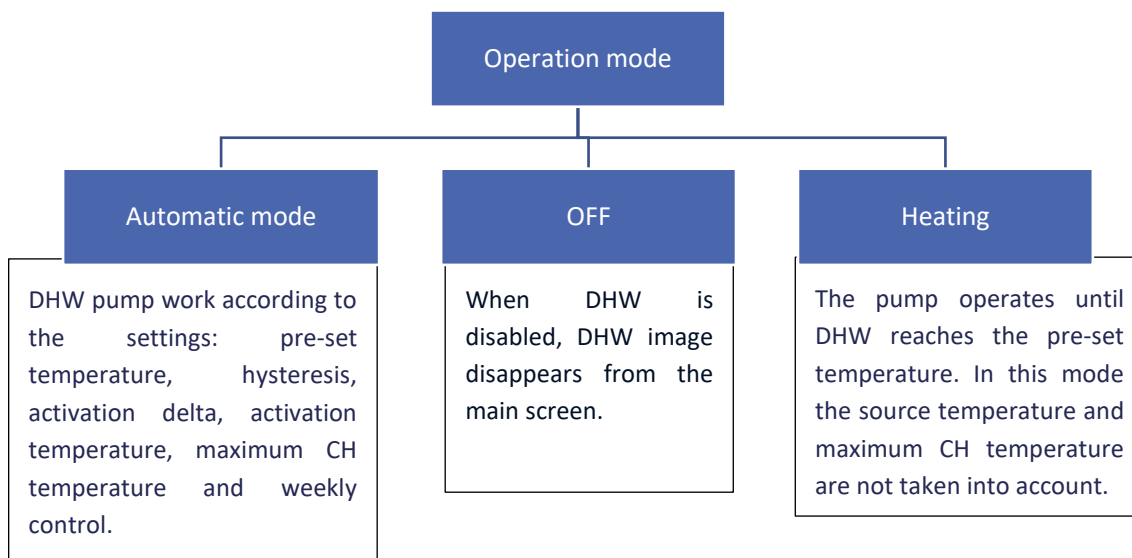 Operation mode
Automatic mode
DHW pump work according to
the settings: pre-set
temperature, hysteresis,
activation delta, activation
temperature, maximum CH
temperature and weekly
control.
OFF
When DHW is
disabled, DHW image
disappears from the
main screen.
Heating
The pump operates until
DHW reaches the pre-set
temperature. In this mode
the source temperature and
maximum CH temperature
are not taken into account.